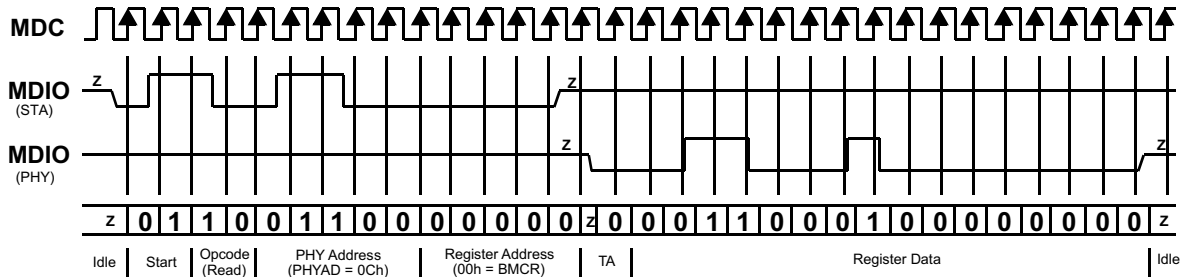 MDC
z
MDIO
(STA)
z
MDIO
(PHY)
z
z
z 0 1 1 0 0 1 1 0 0 0 0 0 0 0 z 0 0 0 1 1 0 0 0 1 0 0 0 0 0 0 0 0 z
Idle
Start
Opcode
(Read)
PHY Address
(PHYAD = 0Ch)
Register Address
(00h = BMCR)
TA
Register Data
Idle